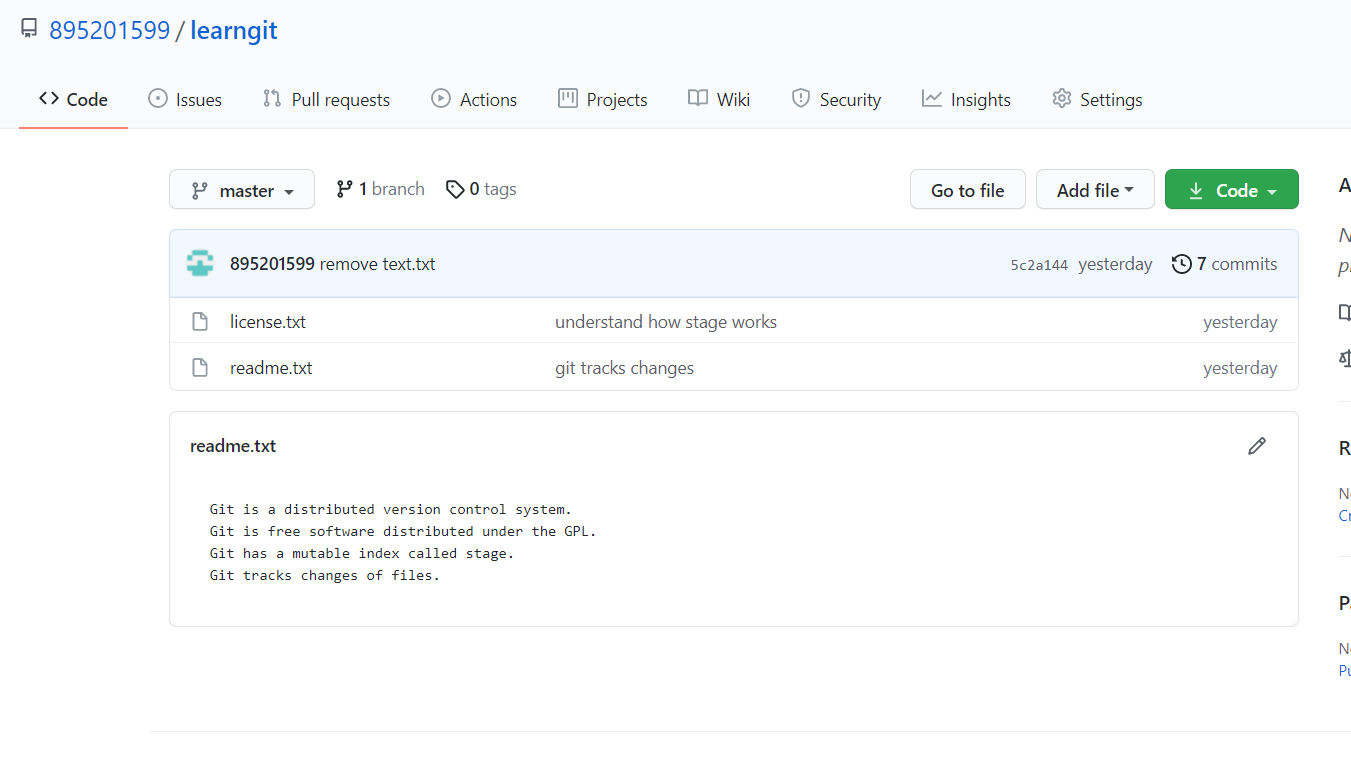 895201599 / learngit
Code Issues Pull requests Actions Projects Wiki Security Insights Settings
master 1 branch 0 tags Go to file Add file Code
895201599 remove text.txt 5c2a144 yesterday 7 commits
license.txt understand how stage works yesterday
readme.txt git tracks changes yesterday
readme.txt
Git is a distributed version control system.
Git is free software distributed under the GPL.
Git has a mutable index called stage.
Git tracks changes of files.